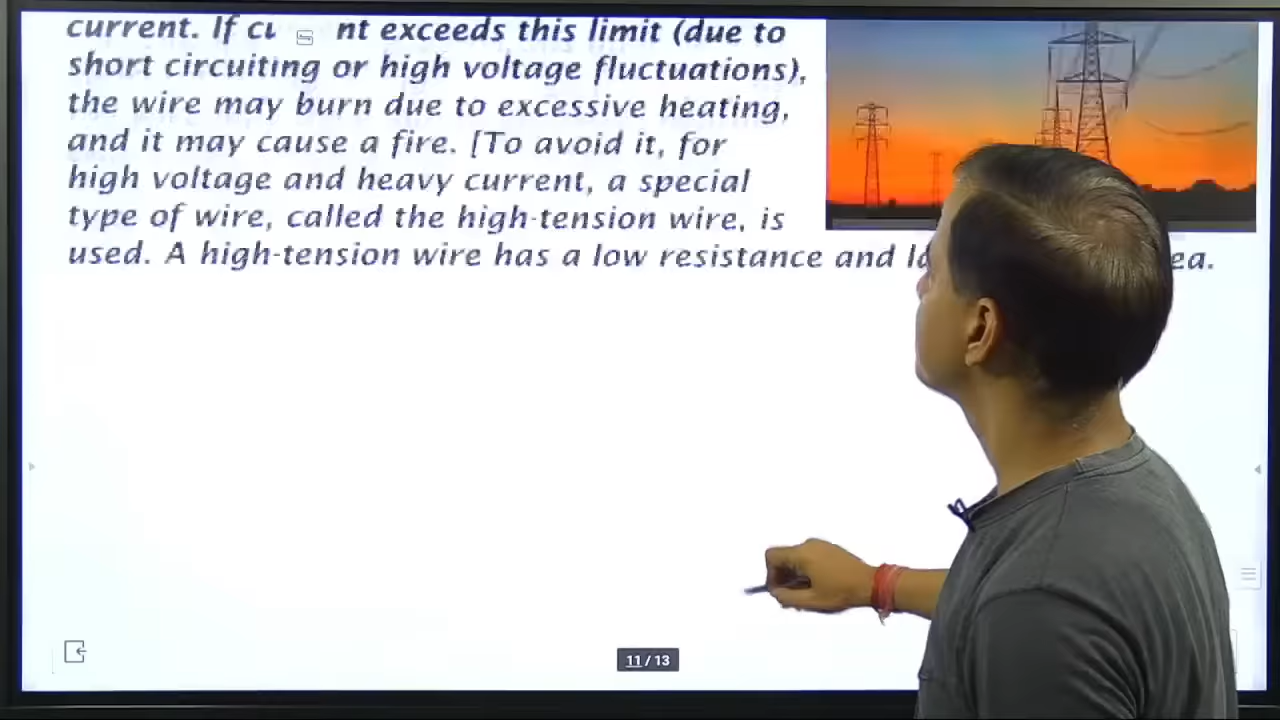 current. If nt exceeds this limit (due to
short circuiting or high voltage fluctuations),
the wire may burn due to excessive heating,
and it may cause a fire. [To avoid it, for
high voltage and heavy current, a special
type of wire, called the high-tension wire, is
used. A high-tension wire has a low resistance and
11 / 13